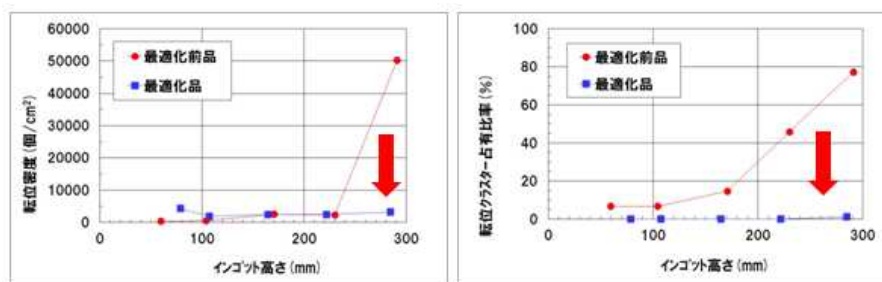 60000
50000
40000
30000
20000
10000
0
転位密度(個/cm²)
最適化前品
最適化品
0 100 200 300
インゴット高さ(mm)
100
80
60
40
20
0
転位クラスター占有比率(%)
最適化前品
最適化品
0 100 200 300
インゴット高さ(mm)